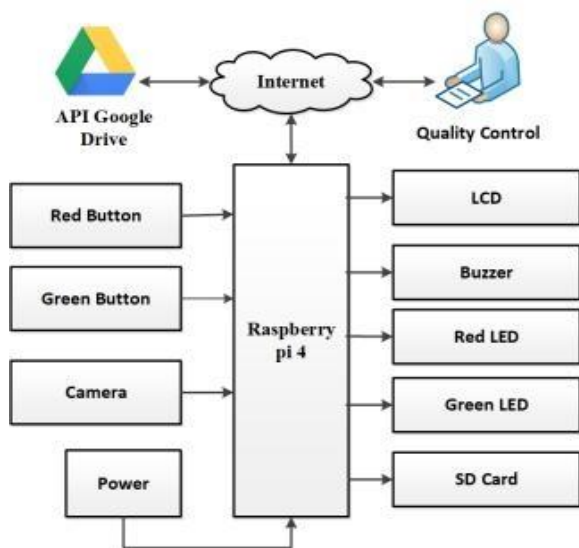 Internet
API Google
Drive
Quality Control
Red Button
Green Button
Camera
Power
Raspberry
pi 4
LCD
Buzzer
Red LED
Green LED
SD Card